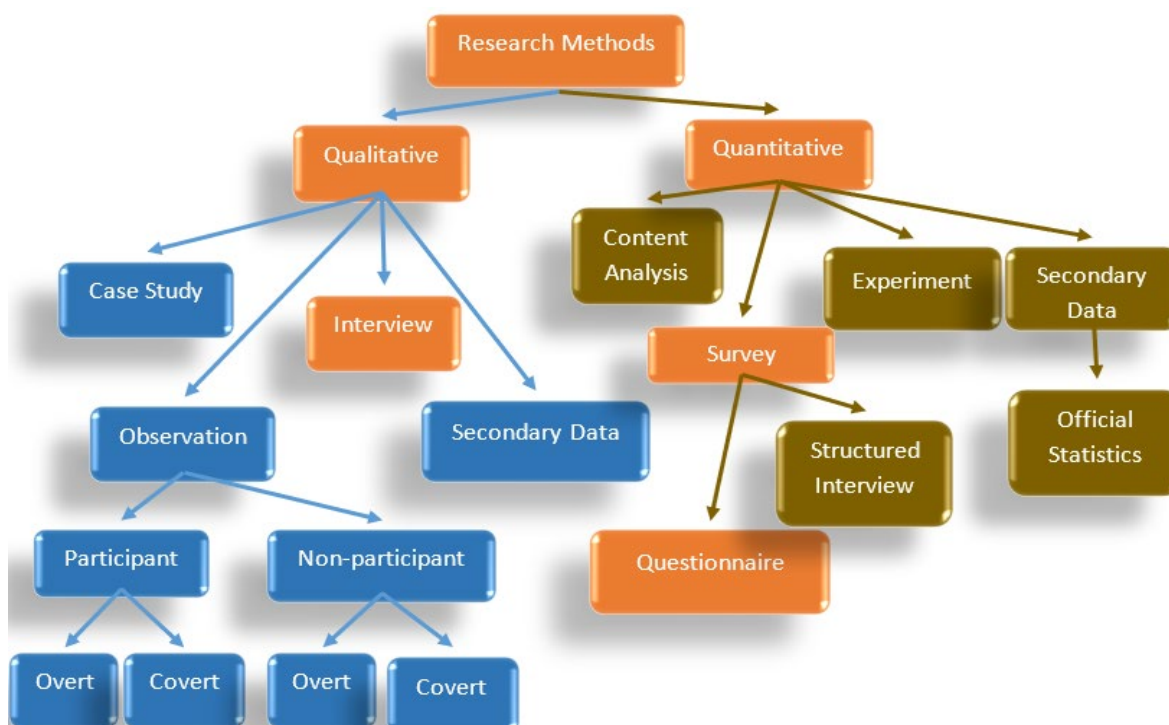 Research Methods
Qualitative
Quantitative
Content
Analysis
Case Study
Interview
Experiment
Secondary
Data
Survey
Observation
Secondary Data
Structured
Interview
Official
Statistics
Participant
Non-participant
Questionnaire
Overt
Covert
Overt
Covert